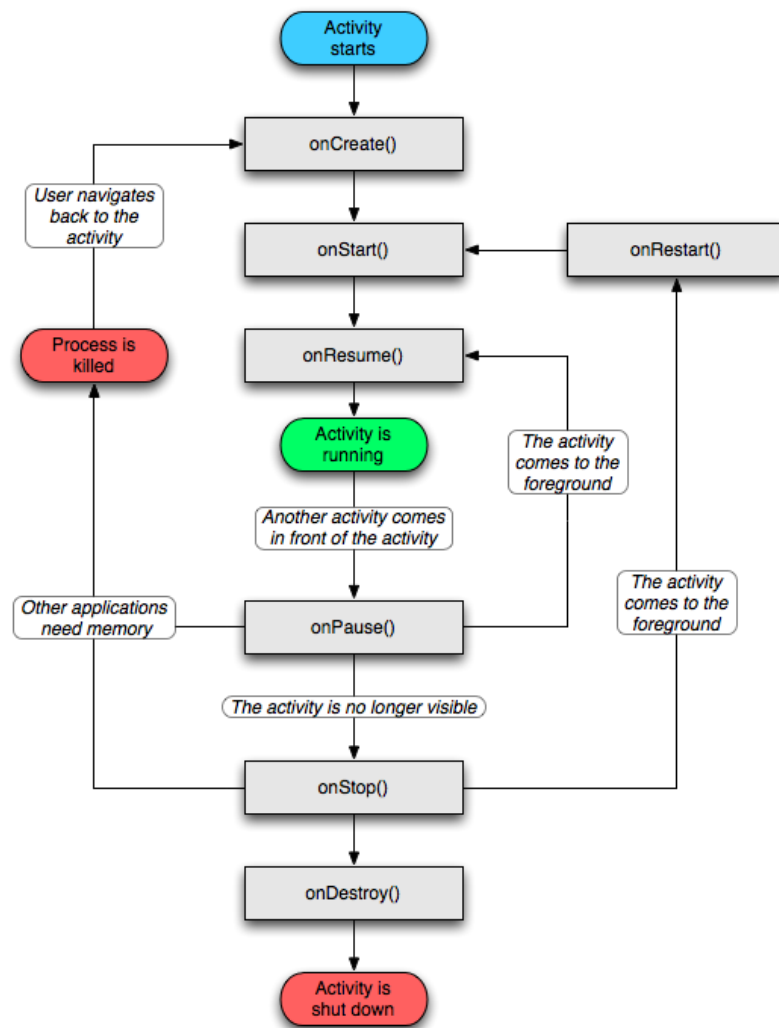 Activity
starts
onCreate()
User navigates
back to the
activity
onStart()
onRestart()
Process is
killed
onResume()
Activity is
running
The activity
comes to the
foreground
Another activity comes
in front of the activity
The activity
comes to the
foreground
Other applications
need memory
onPause()
The activity is no longer visible
onStop()
onDestroy()
Activity is
shut down